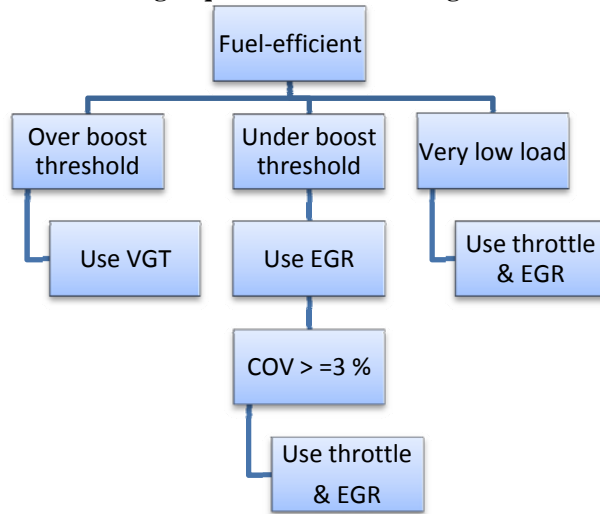 Fuel-efficient
Over boost
threshold
Under boost
threshold
Very low load
Use VGT
Use EGR
Use throttle
& EGR
COV > =3 %
Use throttle
& EGR